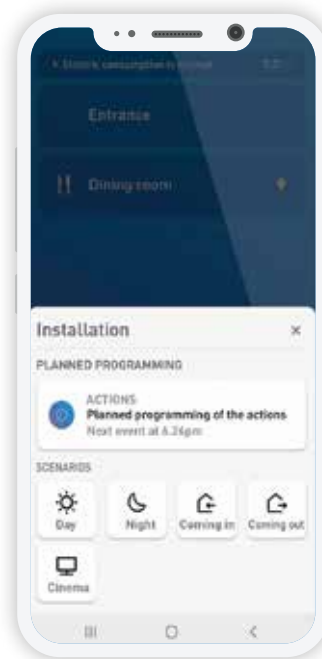 Electric consumption is
Entrance
Dining room
Installation
PLANNED PROGRAMMING
ACTIONS
Planned programming of the actions
Next event at 6.26pm
SCENARIOS
Day
Night
Coming in
Coming out
Cinema